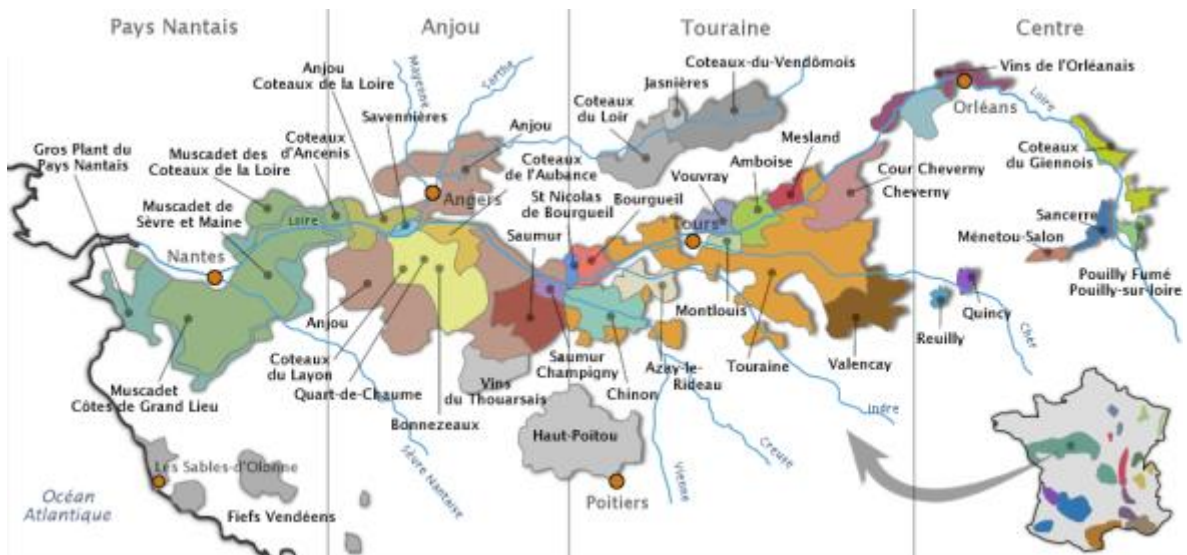 Pays Nantais
Anjou
Touraine
Centre
Gros Plant du
Pays Nantais
Muscadet des
Coteaux de la Loire
Muscadet de
Sèvre et Maine
Coteaux
d'Ancenis
Anjou
Coteaux de la Loire
Savennières
Mayenne
Sarthe
Anjou
Angers
Coteaux
de l'Aubance
St Nicolas
de Bourgueil
Bourgueil
Saumur
Coteaux
du Loir
Jasnières
Coteaux-du-Vendômois
Vouvray
Amboise
Mesland
Cour Cheverny
Cheverny
Vins de l'Orléanais
Orléans
Loire
Coteaux
du Giennois
Sancerre
Ménetou-Salon
Pouilly Fumé
Pouilly-sur-loire
Quincy
Reuilly
Cher
Loire
Nantes
Tours
Muscadet
Côtes de Grand Lieu
Anjou
Coteaux
du Layon
Quart-de-Chaume
Bonnezeaux
Vins
du Thouarsais
Saumur
Champigny
Chinon
Azay-le-
Rideau
Montlouis
Touraine
Valencay
Indre
Creuse
Vienne
Haut-Poitou
Poitiers
Sèvre Nantaise
Les Sables-d'Olonne
Fiefs Vendéens
Océan
Atlantique